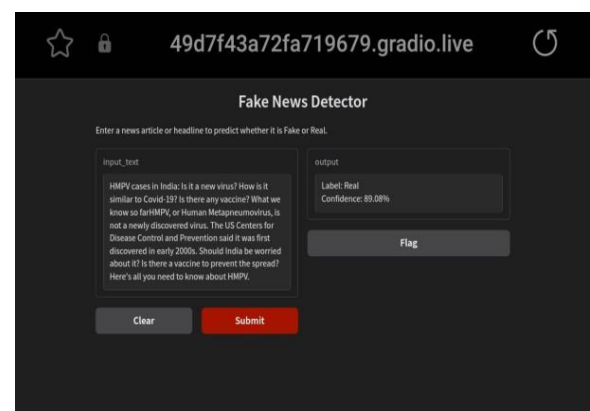 49d7f43a72fa719679.gradio.live
Fake News Detector
Enter a news article or headline to predict whether it is Fake or Real.
input_text
HMPV cases in India: Is it a new virus? How is it
similar to Covid-19? Is there any vaccine? What we
know so farHMPV, or Human Metapneumovirus, is
not a newly discovered virus. The US Centers for
Disease Control and Prevention said it was first
discovered in early 2000s. Should India be worried
about it? Is there a vaccine to prevent the spread?
Here's all you need to know about HMPV.
Clear
Submit
output
Label: Real
Confidence: 89.08%
Flag